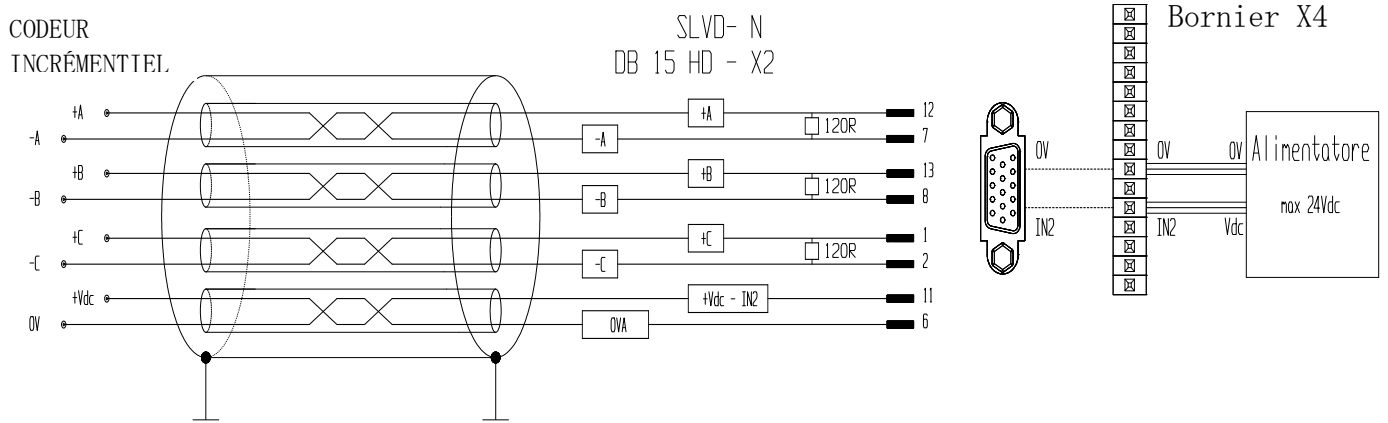 CODEUR
INCRÉMENTIEL
SLVD- N
DB 15 HD - X2
Bornier X4
+A
+A
12
-A
-A
120R
7
+B
+B
13
-B
-B
120R
8
+C
+C
1
-C
-C
120R
2
+Vdc
+Vdc - IN2
11
0V
0VA
6
0V
0V
0V
Alimentatore
max 24Vdc
IN2
IN2
Vdc